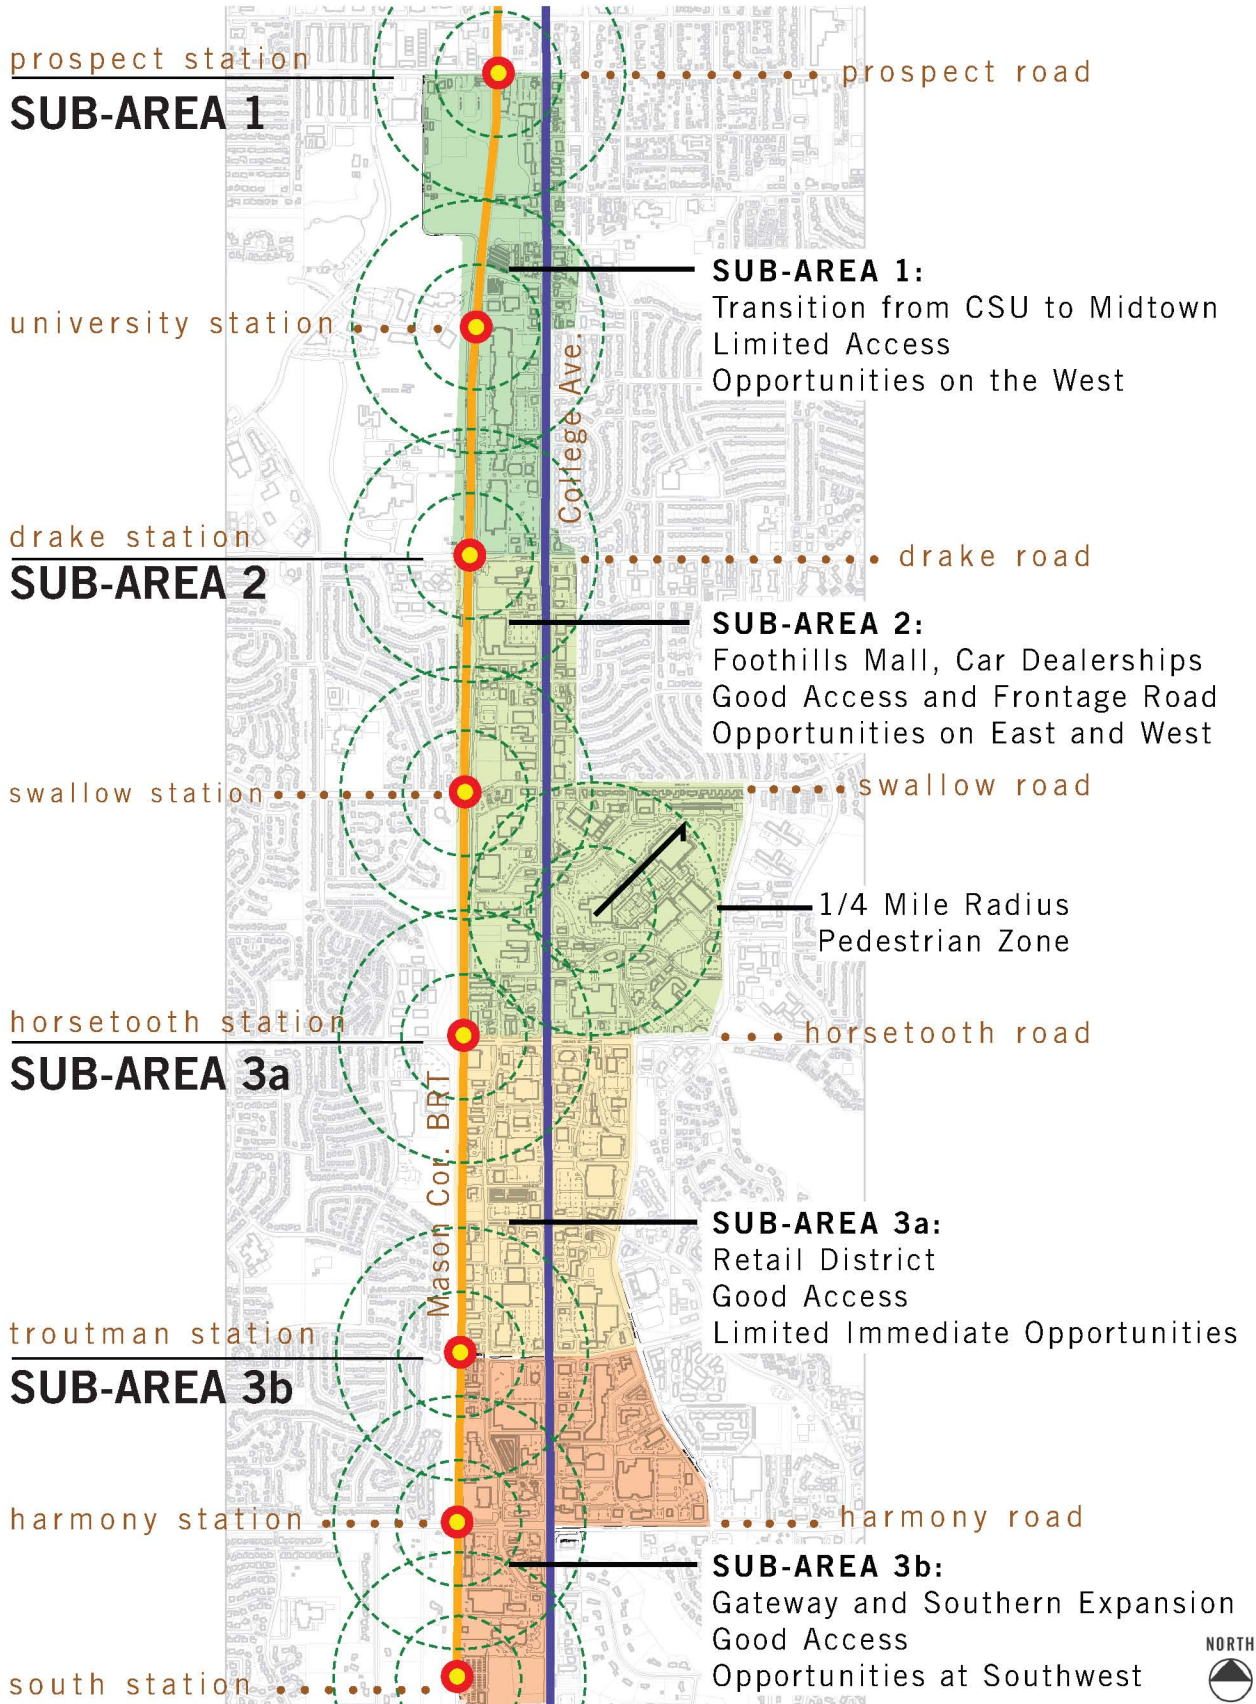 prospect station
prospect road
SUB-AREA 1
SUB-AREA 1:
Transition from CSU to Midtown
Limited Access
Opportunities on the West
university station
College Ave.
drake station
drake road
SUB-AREA 2
SUB-AREA 2:
Foothills Mall, Car Dealerships
Good Access and Frontage Road
Opportunities on East and West
swallow station
swallow road
1/4 Mile Radius
Pedestrian Zone
horsetooth station
horsetooth road
SUB-AREA 3a
Mason Cor. BRT
SUB-AREA 3a:
Retail District
Good Access
Limited Immediate Opportunities
troutman station
SUB-AREA 3b
harmony station
harmony road
SUB-AREA 3b:
Gateway and Southern Expansion
Good Access
Opportunities at Southwest
south station
NORTH